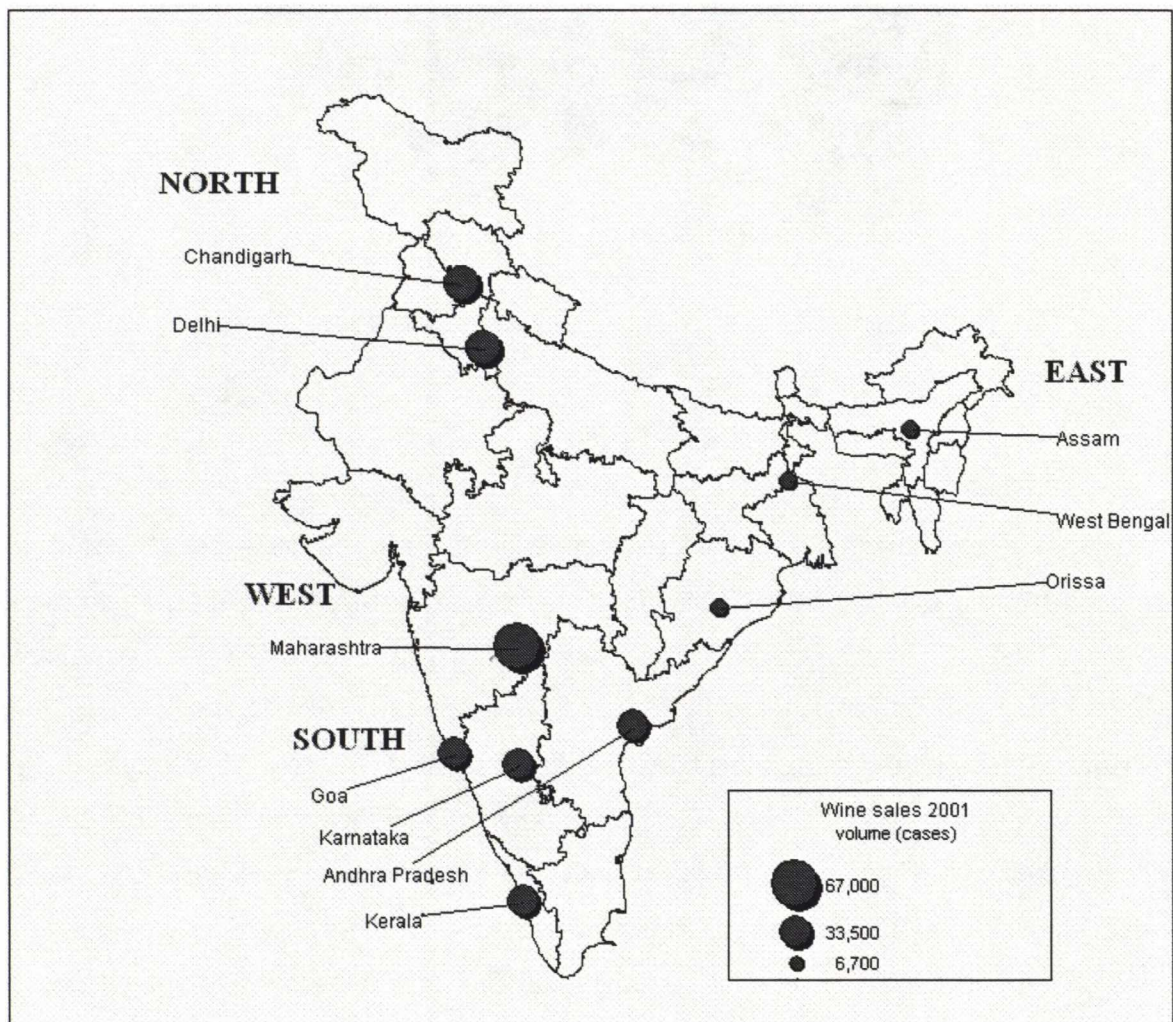 NORTH
Chandigarh
Delhi
EAST
Assam
West Bengal
Orissa
WEST
Maharashtra
SOUTH
Goa
Karnataka
Andhra Pradesh
Kerala
Wine sales 2001
volume (cases)
67,000
33,500
6,700